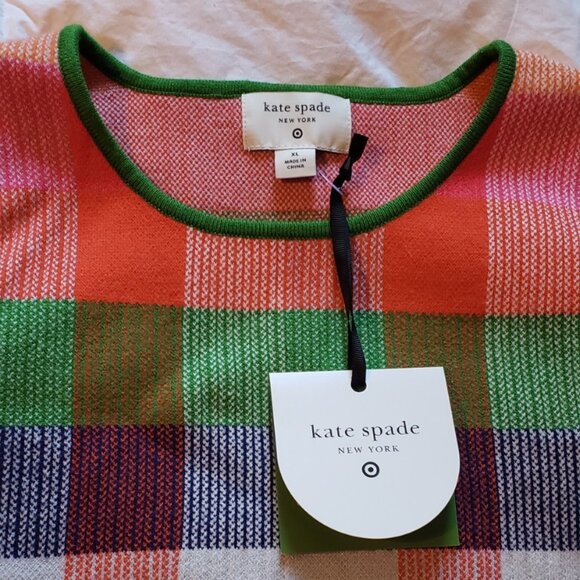 kate spade
NEW YORK
XL
MADE IN
CHINA
kate spade
NEW YORK